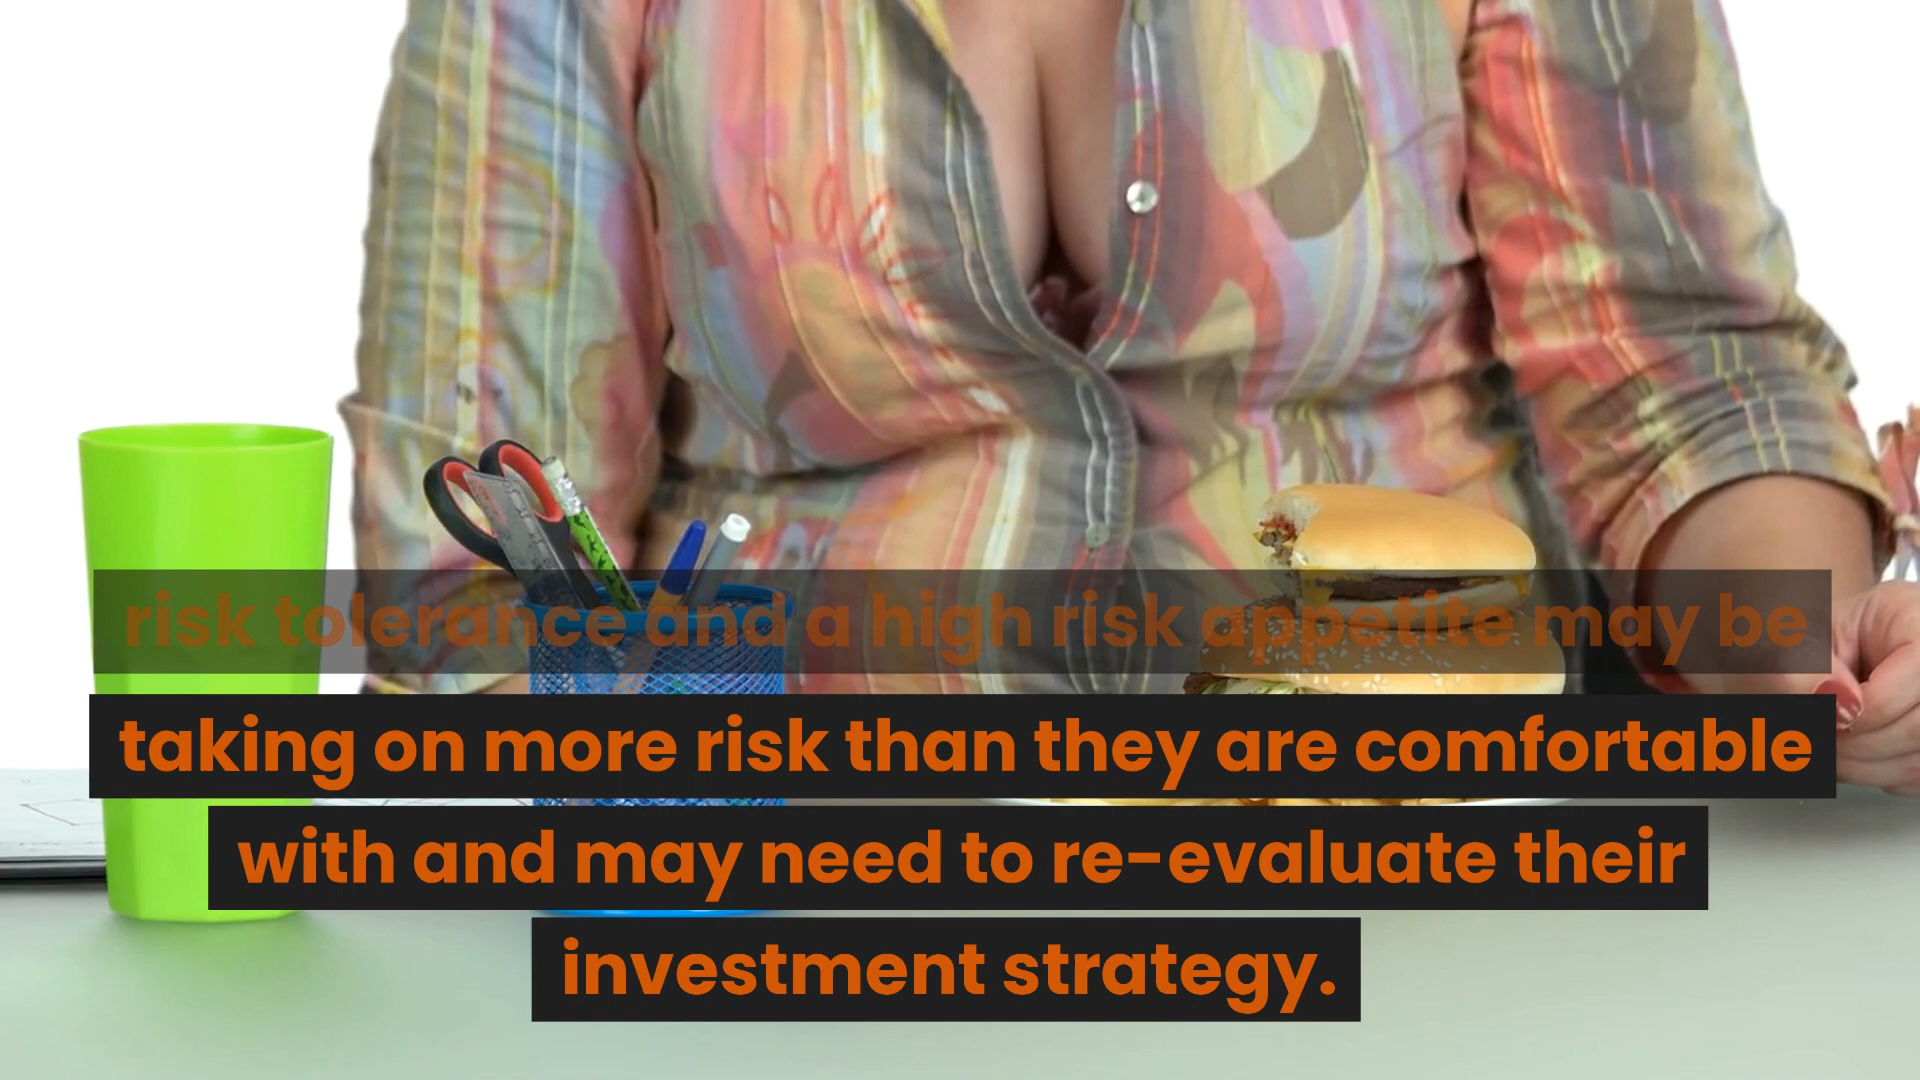 risk tolerance and a high risk appetite may be
taking on more risk than they are comfortable
with and may need to re-evaluate their
investment strategy.